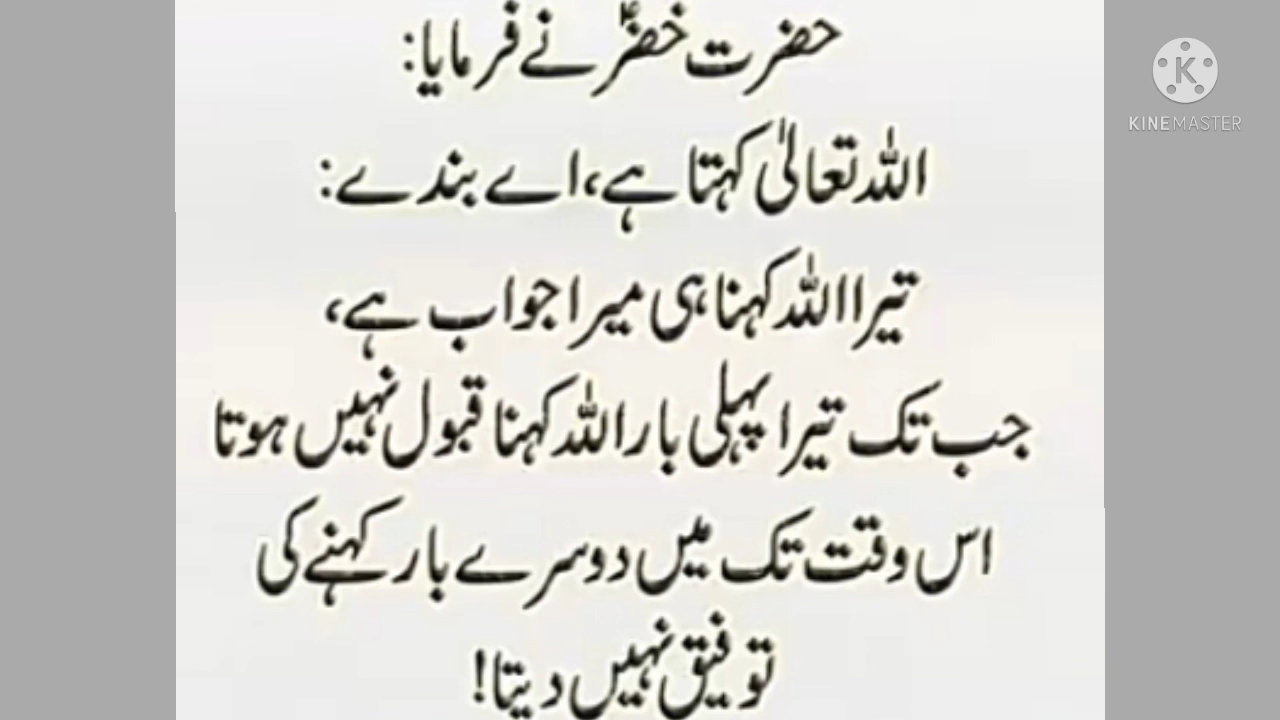 حضرت خضرؑ نے فرمایا:
اللہ تعالیٰ کہتا ہے، اے بندے:
تیرا اللہ کہنا ہی میرا جواب ہے،
جب تک تیرا پہلی بار اللہ کہنا قبول نہیں ہوتا
اس وقت تک میں دوسرے بار کہنے کی
توفیق نہیں دیتا!
K
KINEMASTER